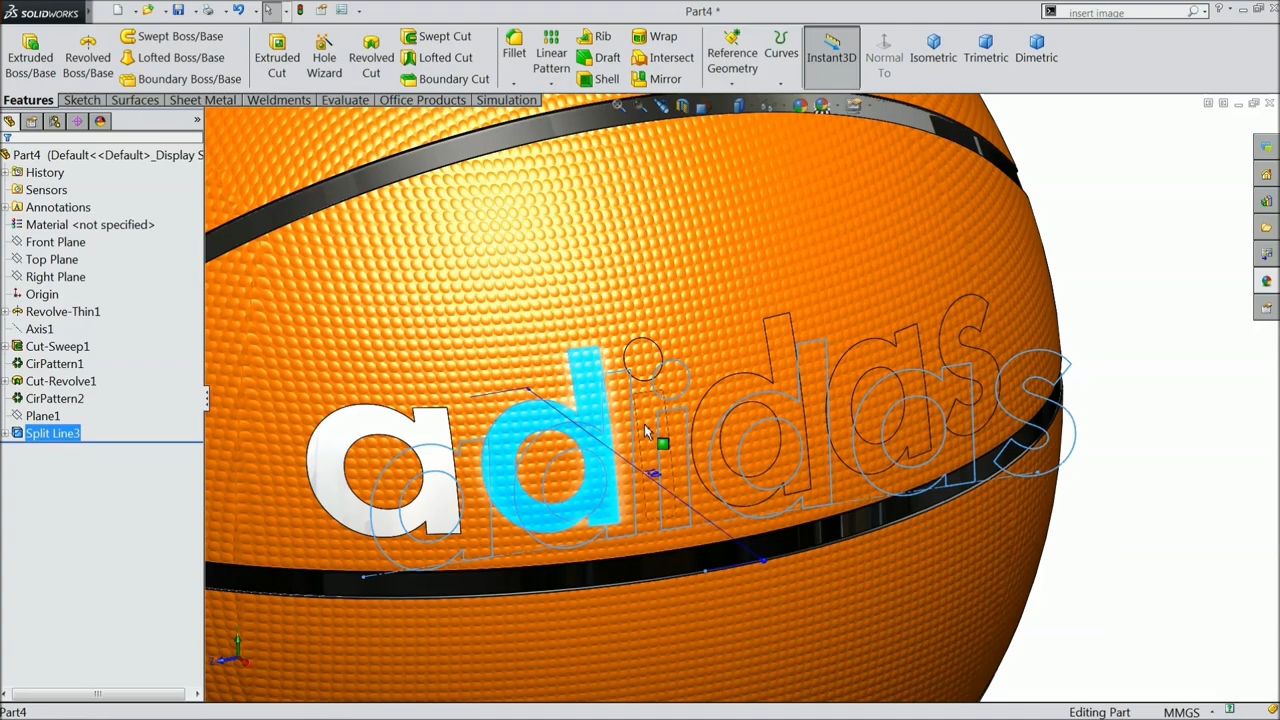 SOLIDWORKS
Part4 *
insert image
Extruded Boss/Base
Revolved Boss/Base
Swept Boss/Base
Lofted Boss/Base
Boundary Boss/Base
Extruded Cut
Hole Wizard
Revolved Cut
Swept Cut
Lofted Cut
Boundary Cut
Fillet
Linear Pattern
Rib
Draft
Shell
Wrap
Intersect
Mirror
Reference Geometry
Curves
Instant3D
Normal To
Isometric
Trimetric
Dimetric
Features
Sketch
Surfaces
Sheet Metal
Weldments
Evaluate
Office Products
Simulation
Part4 (Default<<Default>_Display S
History
Sensors
Annotations
Material <not specified>
Front Plane
Top Plane
Right Plane
Origin
Revolve-Thin1
Axis1
Cut-Sweep1
CirPattern1
Cut-Revolve1
CirPattern2
Plane1
Split Line3
adidas
adidas
Part4
Editing Part
MMGS